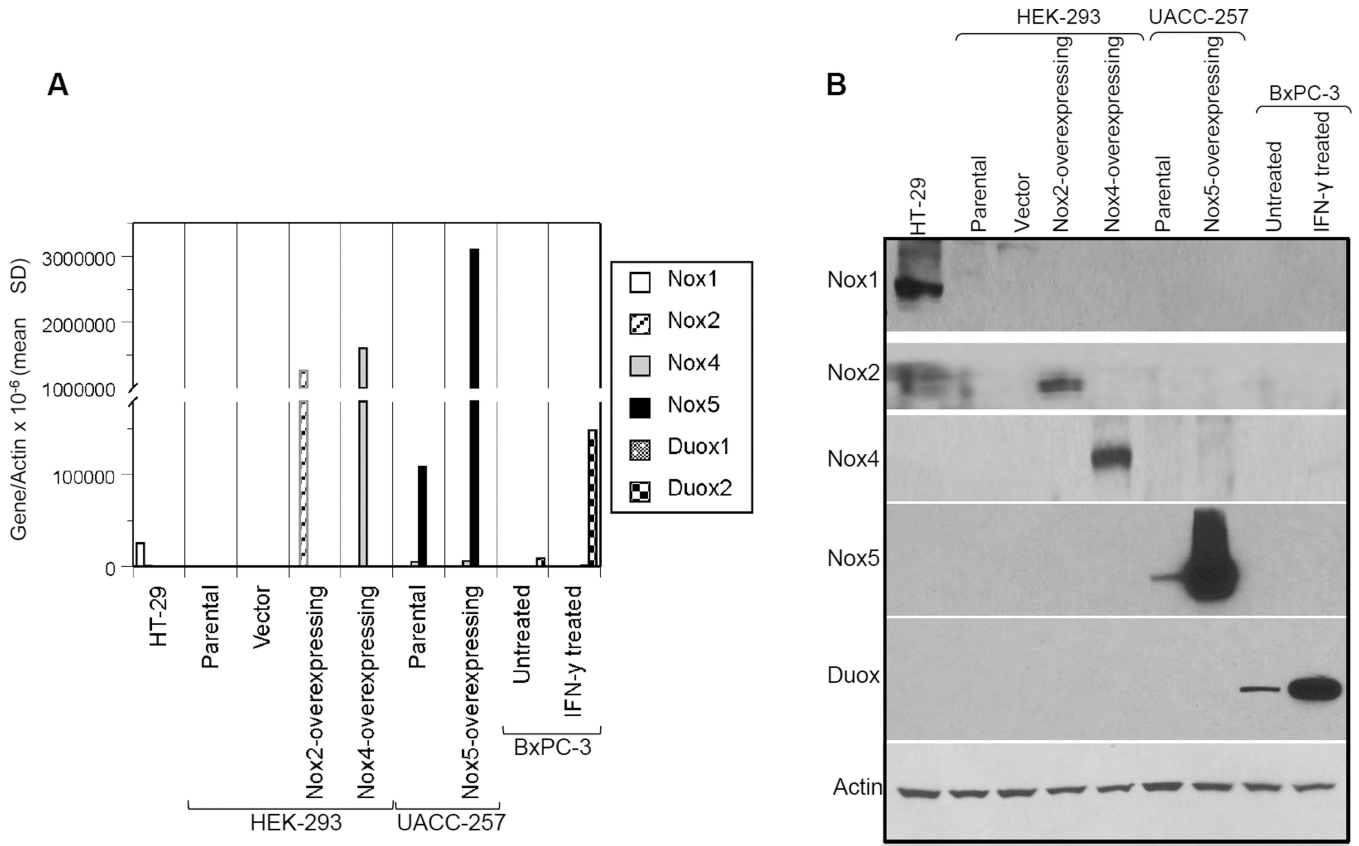 A
Gene/Actin x 10⁻⁶ (mean SD)
3000000
2000000
1000000
100000
0
HT-29
Parental
Vector
Nox2-overexpressing
Nox4-overexpressing
Parental
Nox5-overexpressing
Untreated
IFN-γ treated
HEK-293
UACC-257
BxPC-3
Nox1
Nox2
Nox4
Nox5
Duox1
Duox2
B
HEK-293
UACC-257
BxPC-3
HT-29
Parental
Vector
Nox2-overexpressing
Nox4-overexpressing
Parental
Nox5-overexpressing
Untreated
IFN-γ treated
Nox1
Nox2
Nox4
Nox5
Duox
Actin